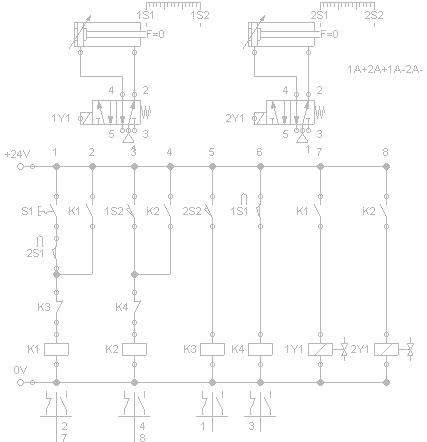 1S1 1S2 2S1 2S2
F=0 F=0
1A+2A+1A-2A-
4 2 4 2
1Y1 2Y1
5 3 5 3
1 1
+24V 1 2 3 4 5 6 7 8
S1 K1 1S2 K2 2S2 1S1 K1 K2
2S1
K3 K4
K1 K2 K3 K4 1Y1 2Y1
0V
2 4 1 3
7 8